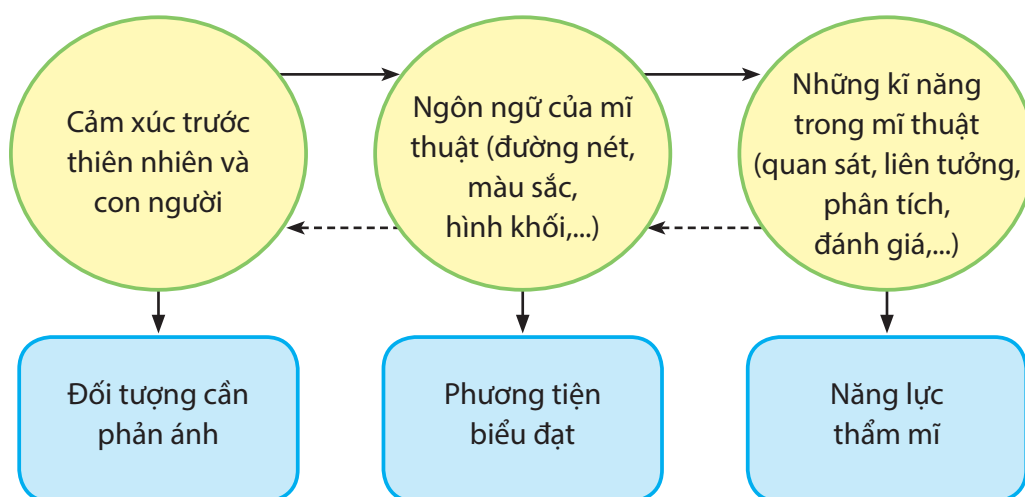 Cảm xúc trước
thiên nhiên và
con người
Ngôn ngữ của mĩ
thuật (đường nét,
màu sắc,
hình khối,...)
Những kĩ năng
trong mĩ thuật
(quan sát, liên tưởng,
phân tích,
đánh giá,...)
Đối tượng cần
phản ánh
Phương tiện
biểu đạt
Năng lực
thẩm mĩ